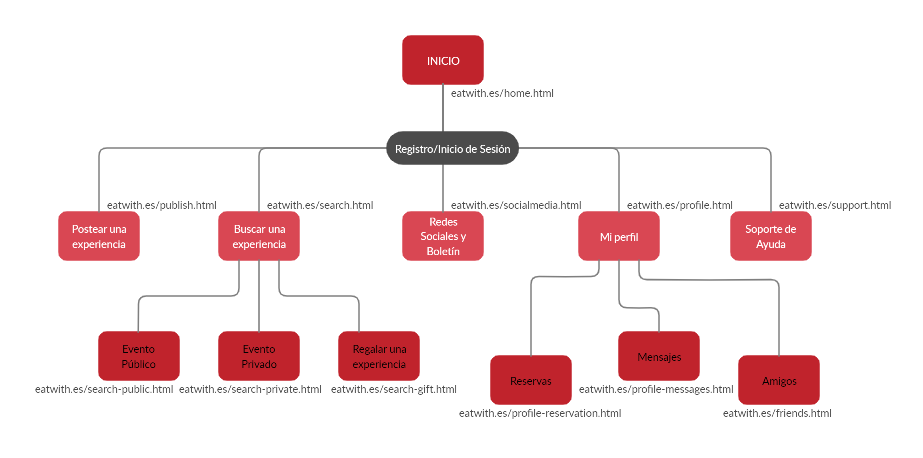 INICIO
eatwith.es/home.html
Registro/Inicio de Sesión
eatwith.es/publish.html
Postear una
experiencia
eatwith.es/search.html
Buscar una
experiencia
eatwith.es/socialmedia.html
Redes
Sociales y
Boletín
eatwith.es/profile.html
Mi perfil
eatwith.es/support.html
Soporte de
Ayuda
Evento
Público
eatwith.es/search-public.html
Evento
Privado
eatwith.es/search-private.html
Regalar una
experiencia
eatwith.es/search-gift.html
Reservas
eatwith.es/profile-reservation.html
Mensajes
eatwith.es/profile-messages.html
Amigos
eatwith.es/friends.html